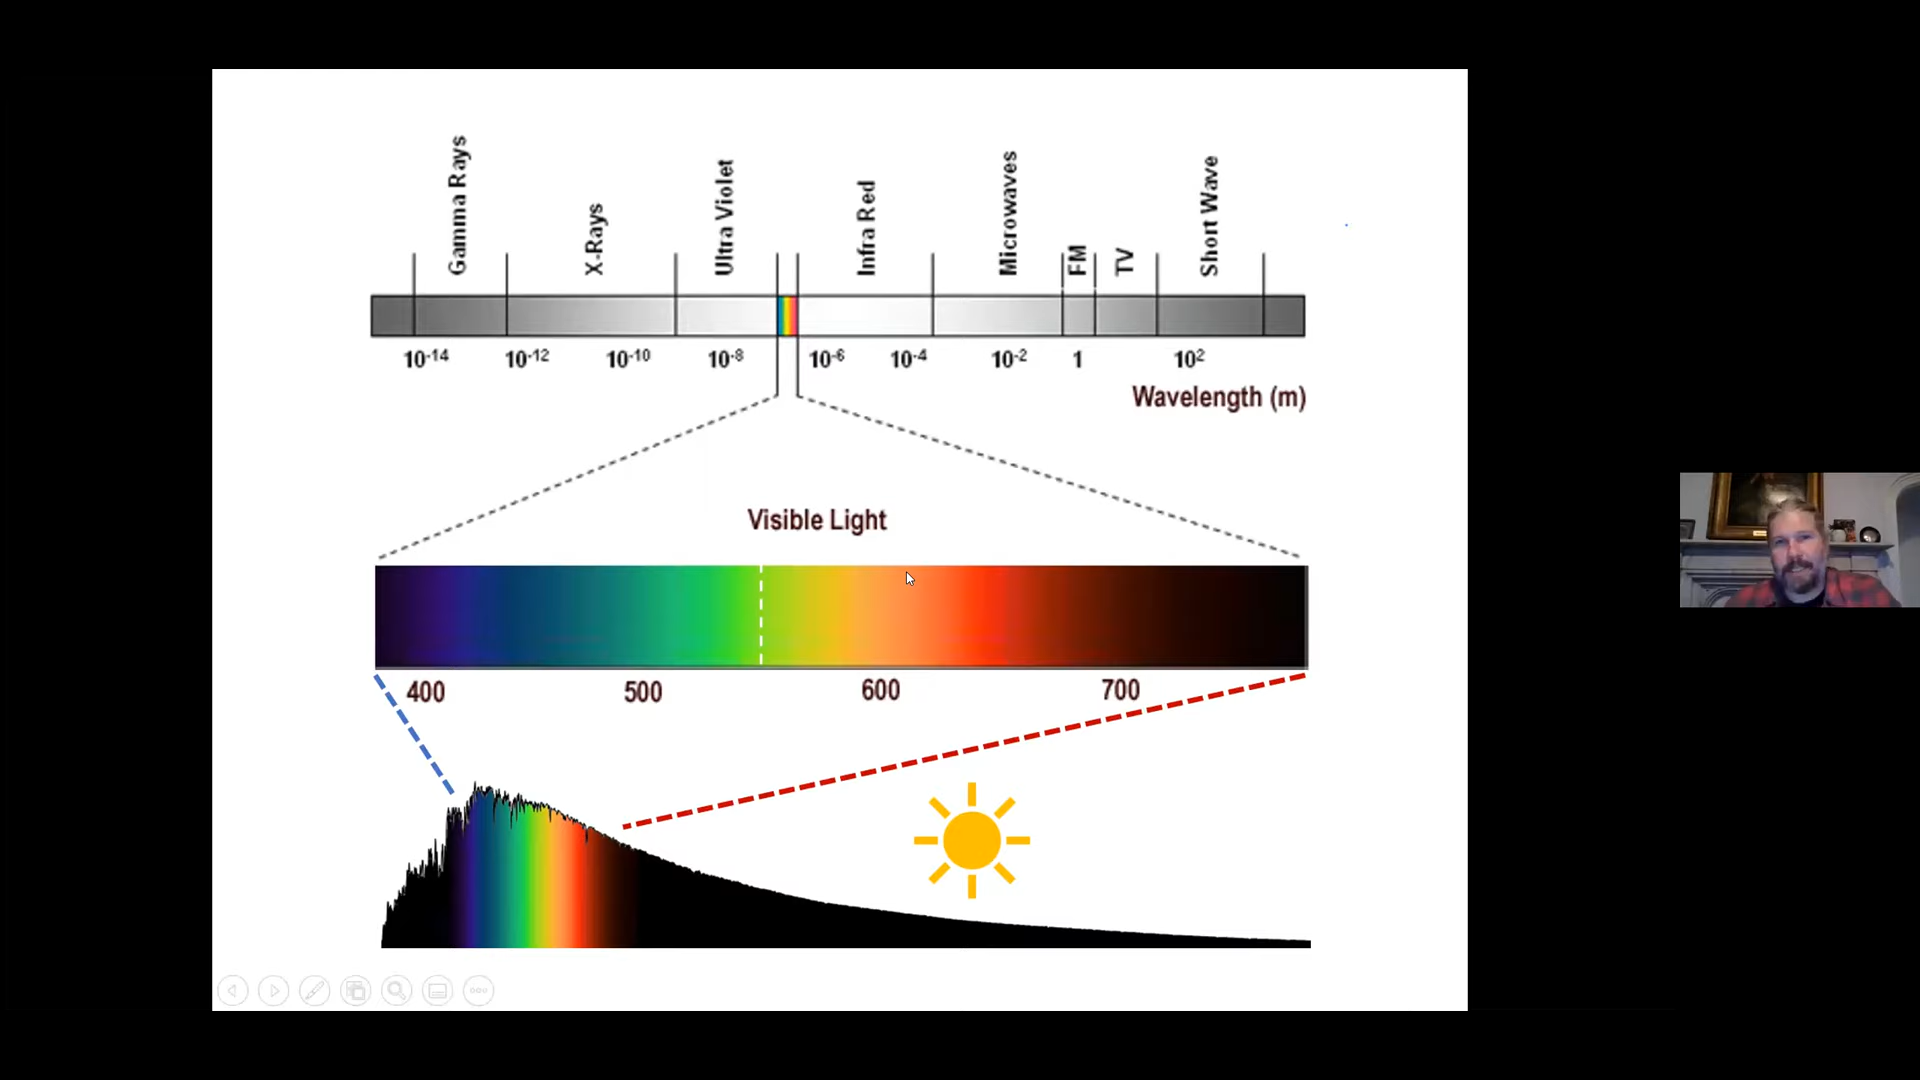 Gamma Rays
X-Rays
Ultra Violet
Infra Red
Microwaves
FM
TV
Short Wave
10-14 10-12 10-10 10-8 10-6 10-4 10-2 1 102
Wavelength (m)
Visible Light
400 500 600 700